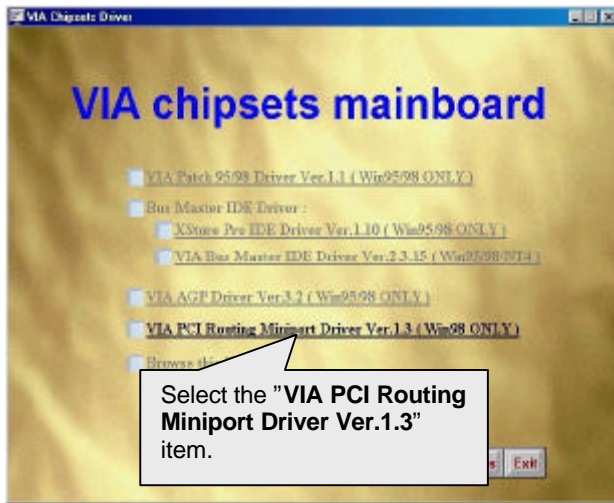 VIA Chipsets Driver
VIA chipsets mainboard
VIA Patch 95/98 Driver Ver.1.1 ( Win95/98 ONLY )
Bus Master IDE Driver :
XStore Pro IDE Driver Ver.1.10 ( Win95/98 ONLY )
VIA Bus Master IDE Driver Ver.2.3.15 ( Win95/98/NT4 )
VIA AGP Driver Ver.3.2 ( Win95/98 ONLY )
VIA PCI Routing Miniport Driver Ver.1.3 ( Win98 ONLY )
Browse this
Select the ”VIA PCI Routing
Miniport Driver Ver.1.3”
item.
Exit